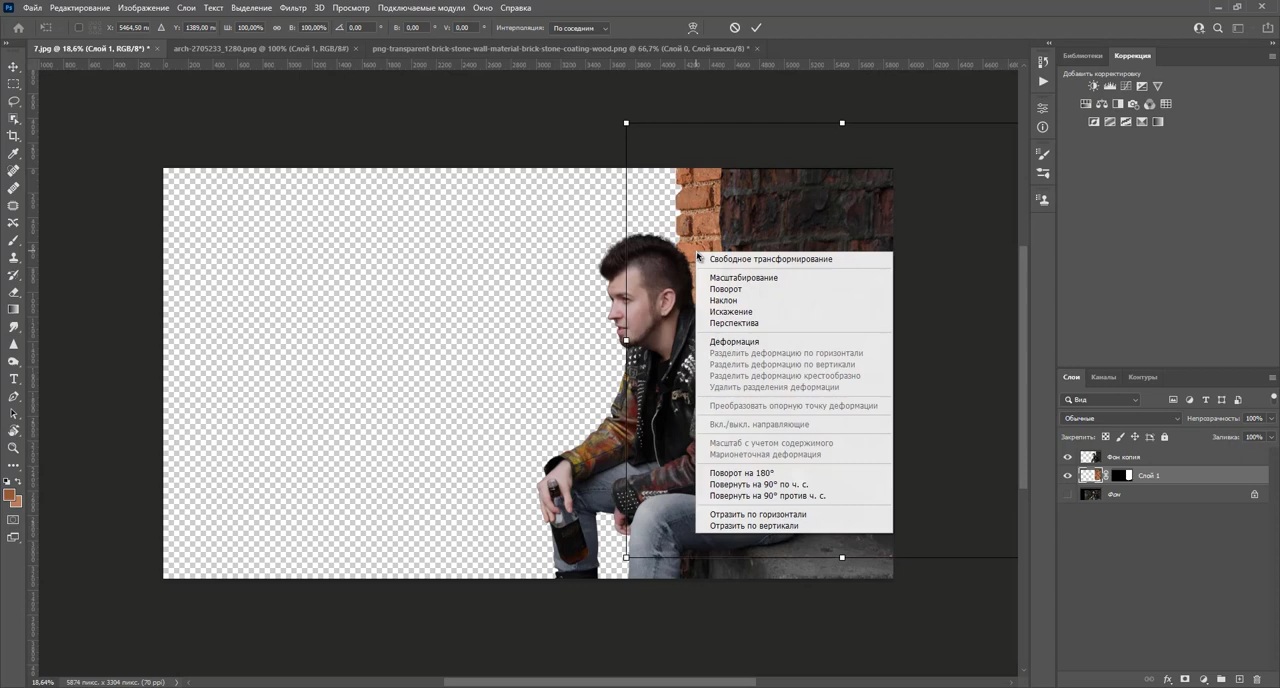 Ps Файл Редактирование Изображение Слои Текст Выделение Фильтр 3D Просмотр Подключаемые модули Окно Справка
X: 5464,50 п Y: 1389,00 п Ш: 100,00% В: 100,00% 0,00 Г: 0,00 В: 0,00 Интерполяция: По соседним
7.jpg @ 18,6% (Слой 1, RGB/8*) * × arch-2705233_1280.png @ 100% (Слой 1, RGB/8#) × png-transparent-brick-stone-wall-material-brick-stone-coating-wood.png @ 66,7% (Слой 0, Слой-маска/8) * ×
Библиотеки Коррекция
Добавить корректировку
Свободное трансформирование
Масштабирование
Поворот
Наклон
Искажение
Перспектива
Деформация
Разделить деформацию по горизонтали
Разделить деформацию по вертикали
Разделить деформацию крестообразно
Удалить разделения деформации
Преобразовать опорную точку деформации
Вкл./выкл. направляющие
Масштаб с учетом содержимого
Марионеточная деформация
Поворот на 180°
Повернуть на 90° по ч. с.
Повернуть на 90° против ч. с.
Отразить по горизонтали
Отразить по вертикали
Слои Каналы Контуры
Вид
Обычные Непрозрачность: 100%
Закрепить: Заливка: 100%
Фон копия
Слой 1
Фон
18,64% 5874 пикс. x 3304 пикс. (70 ppi)